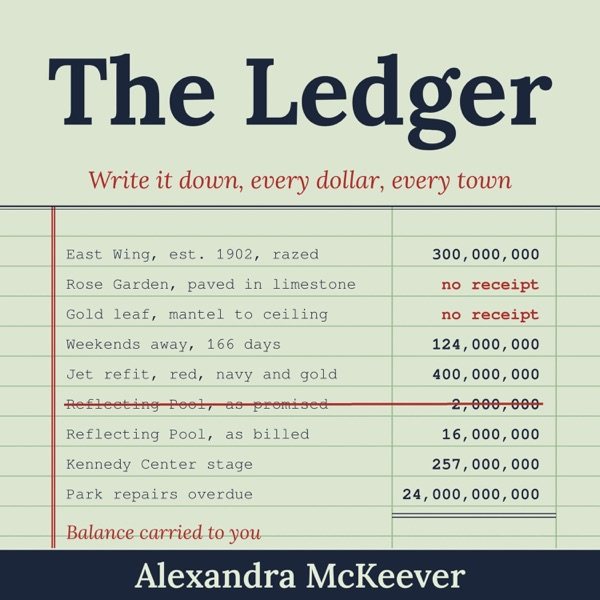 The Ledger
Write it down, every dollar, every town
East Wing, est. 1902, razed 300,000,000
Rose Garden, paved in limestone no receipt
Gold leaf, mantel to ceiling no receipt
Weekends away, 166 days 124,000,000
Jet refit, red, navy and gold 400,000,000
Reflecting Pool, as promised 2,000,000
Reflecting Pool, as billed 16,000,000
Kennedy Center stage 257,000,000
Park repairs overdue 24,000,000,000
Balance carried to you
Alexandra McKeever